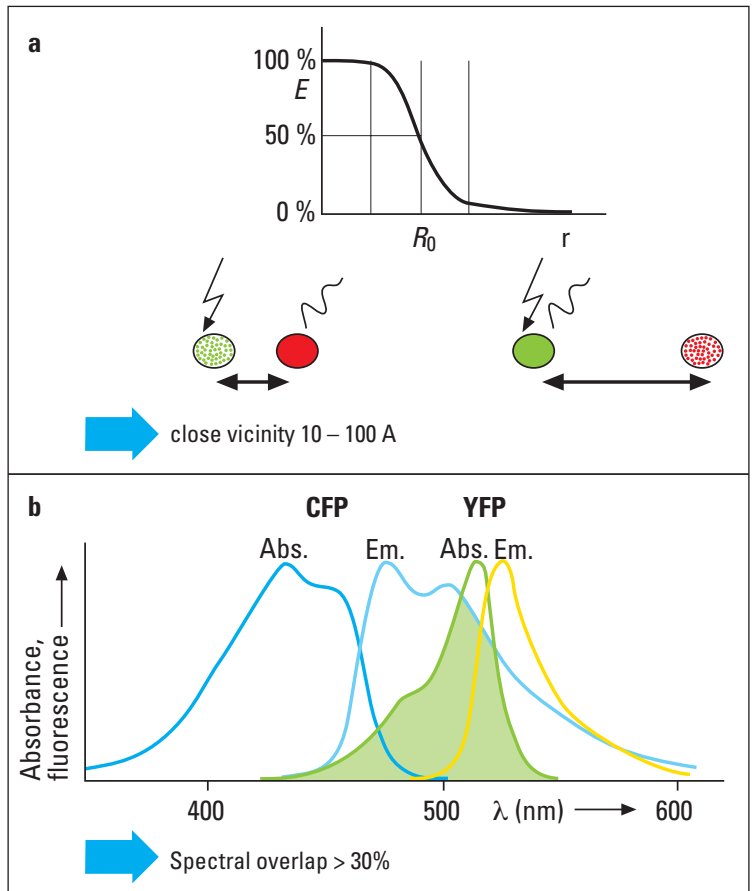 a
100 %
E
50 %
0 %
R0 r
close vicinity 10 – 100 A
b
CFP YFP
Abs. Em. Abs. Em.
Absorbance,
fluorescence
400 500 λ (nm) 600
Spectral overlap > 30%